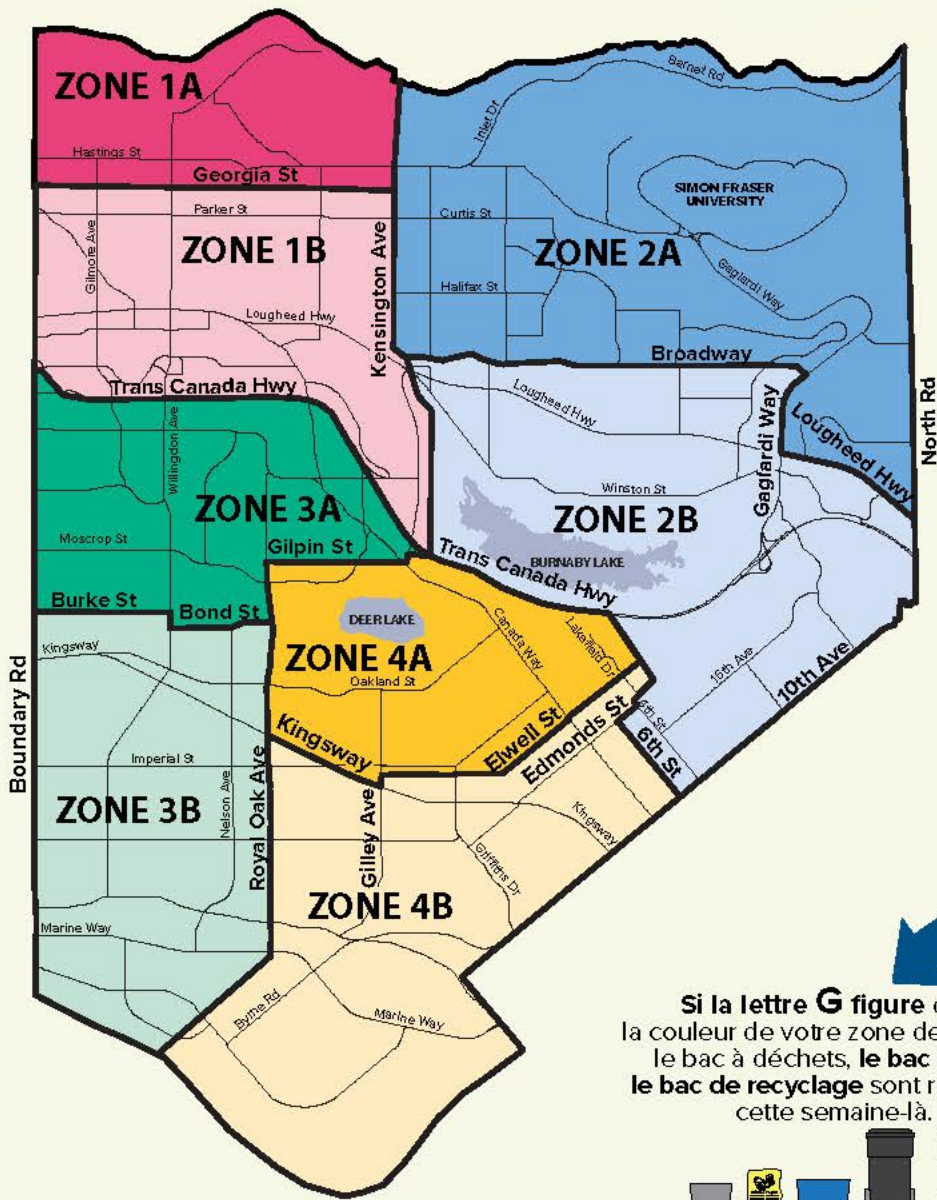 ZONE 1A
Hastings St
Georgia St
Barnet Rd
Inlet Dr
SIMON FRASER
UNIVERSITY
Parker St
Curtis St
ZONE 1B
ZONE 2A
Gilmore Ave
Kensington Ave
Halifax St
Gaglardi Way
Lougheed Hwy
Broadway
Trans Canada Hwy
Lougheed Hwy
Gaglardi Way
Lougheed Hwy
North Rd
Willingdon Ave
Winston St
ZONE 3A
ZONE 2B
Moscrop St
Gilpin St
Trans Canada Hwy
BURNABY LAKE
Burke St
Bond St
DEER LAKE
Canada Way
Lakefield Dr
Kingsway
ZONE 4A
Oakland St
16th Ave
10th Ave
Boundary Rd
Kingsway
Elwell St
Edmonds St
6th St
6th St
Imperial St
Royal Oak Ave
Nelson Ave
ZONE 3B
Gilley Ave
Kingsway
Griffiths Dr
ZONE 4B
Marine Way
Byrne Rd
Marine Way
Si la lettre G figure
la couleur de votre zone de
le bac à déchets, le bac
le bac de recyclage sont
cette semaine-là.